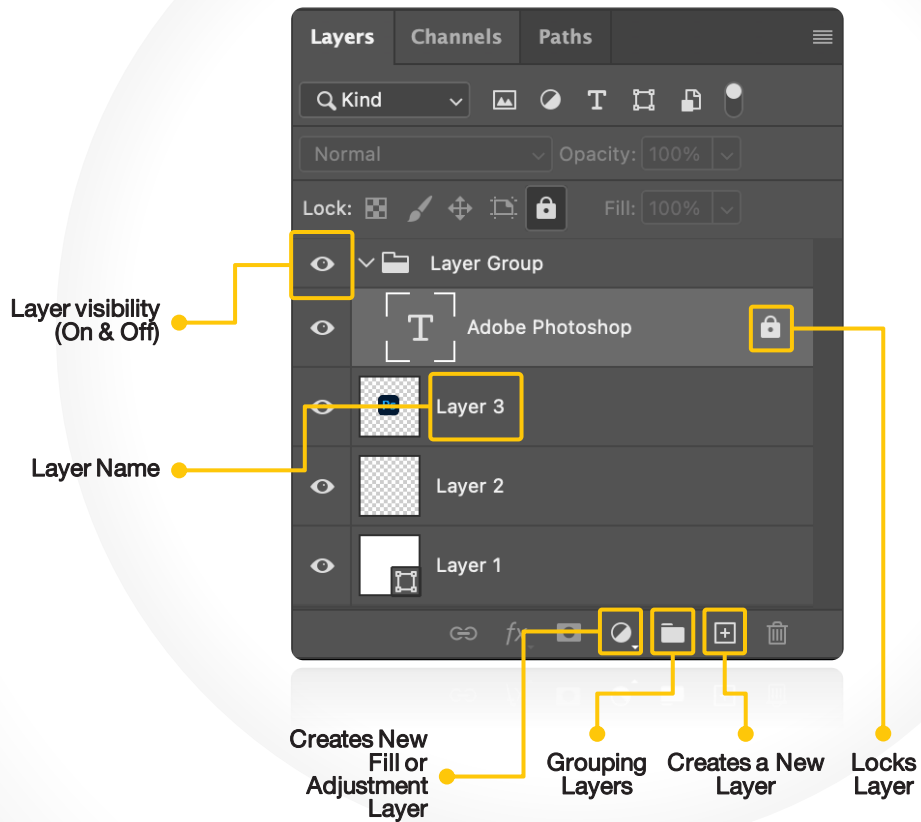 Layers Channels Paths
Kind T
Normal Opacity: 100%
Lock: Fill: 100%
Layer Group
Layer visibility
(On & Off)
T Adobe Photoshop
Layer 3
Layer Name
Layer 2
Layer 1
fx
Creates New
Fill or
Adjustment
Layer
Grouping
Layers
Creates a New
Layer
Locks
Layer